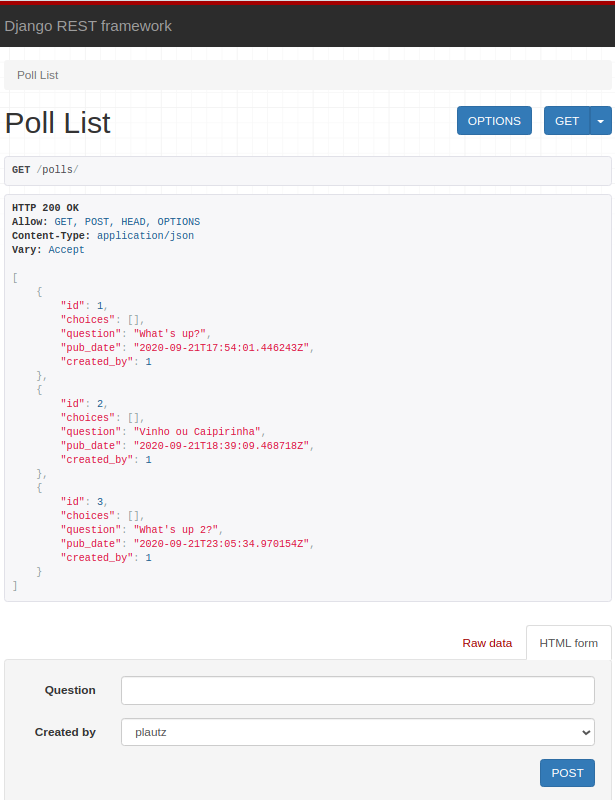 Django REST framework
Poll List
Poll List
OPTIONS
GET
GET /polls/
HTTP 200 OK
Allow: GET, POST, HEAD, OPTIONS
Content-Type: application/json
Vary: Accept
[
    {
        "id": 1,
        "choices": [],
        "question": "What's up?",
        "pub_date": "2020-09-21T17:54:01.446243Z",
        "created_by": 1
    },
    {
        "id": 2,
        "choices": [],
        "question": "Vinho ou Caipirinha",
        "pub_date": "2020-09-21T18:39:09.468718Z",
        "created_by": 1
    },
    {
        "id": 3,
        "choices": [],
        "question": "What's up 2?",
        "pub_date": "2020-09-21T23:05:34.970154Z",
        "created_by": 1
    }
]
Raw data
HTML form
Question
Created by
plautz
POST